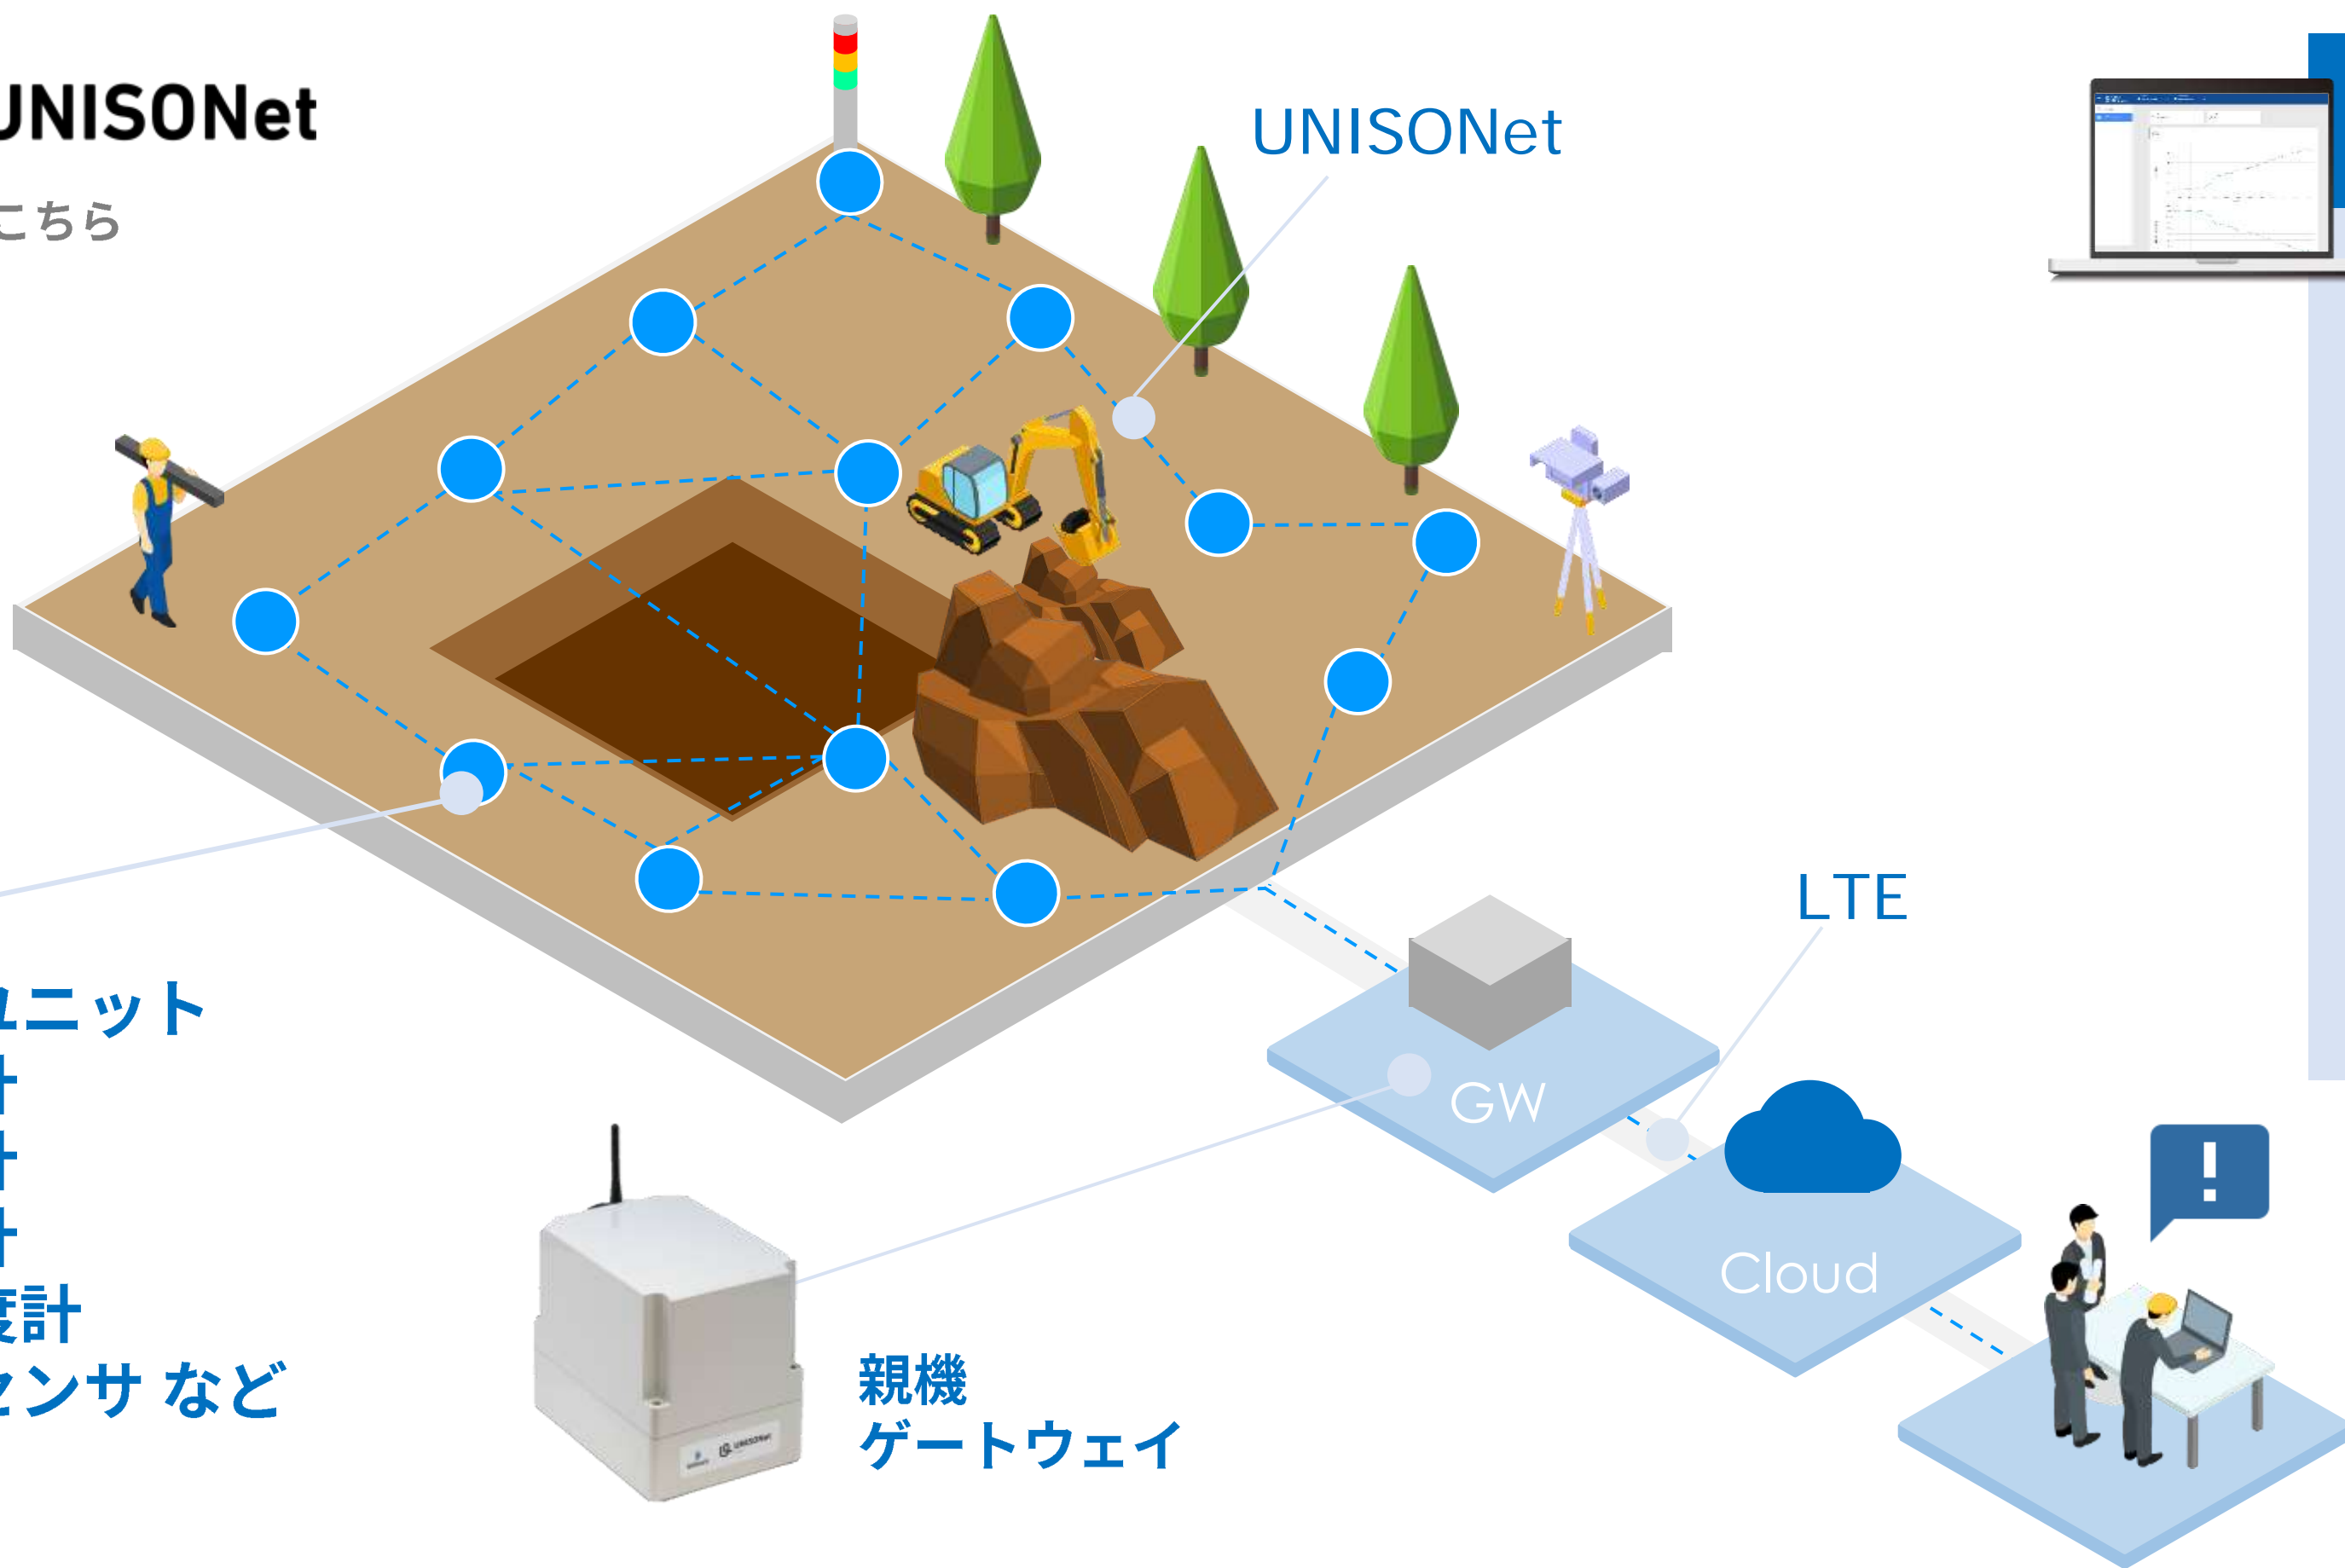 UNISONet
こちら
UNISONet
LTE
ユニット
計
計
計
度計
センサ など
GW
Cloud
!
親機
ゲートウェイ
UNISONet